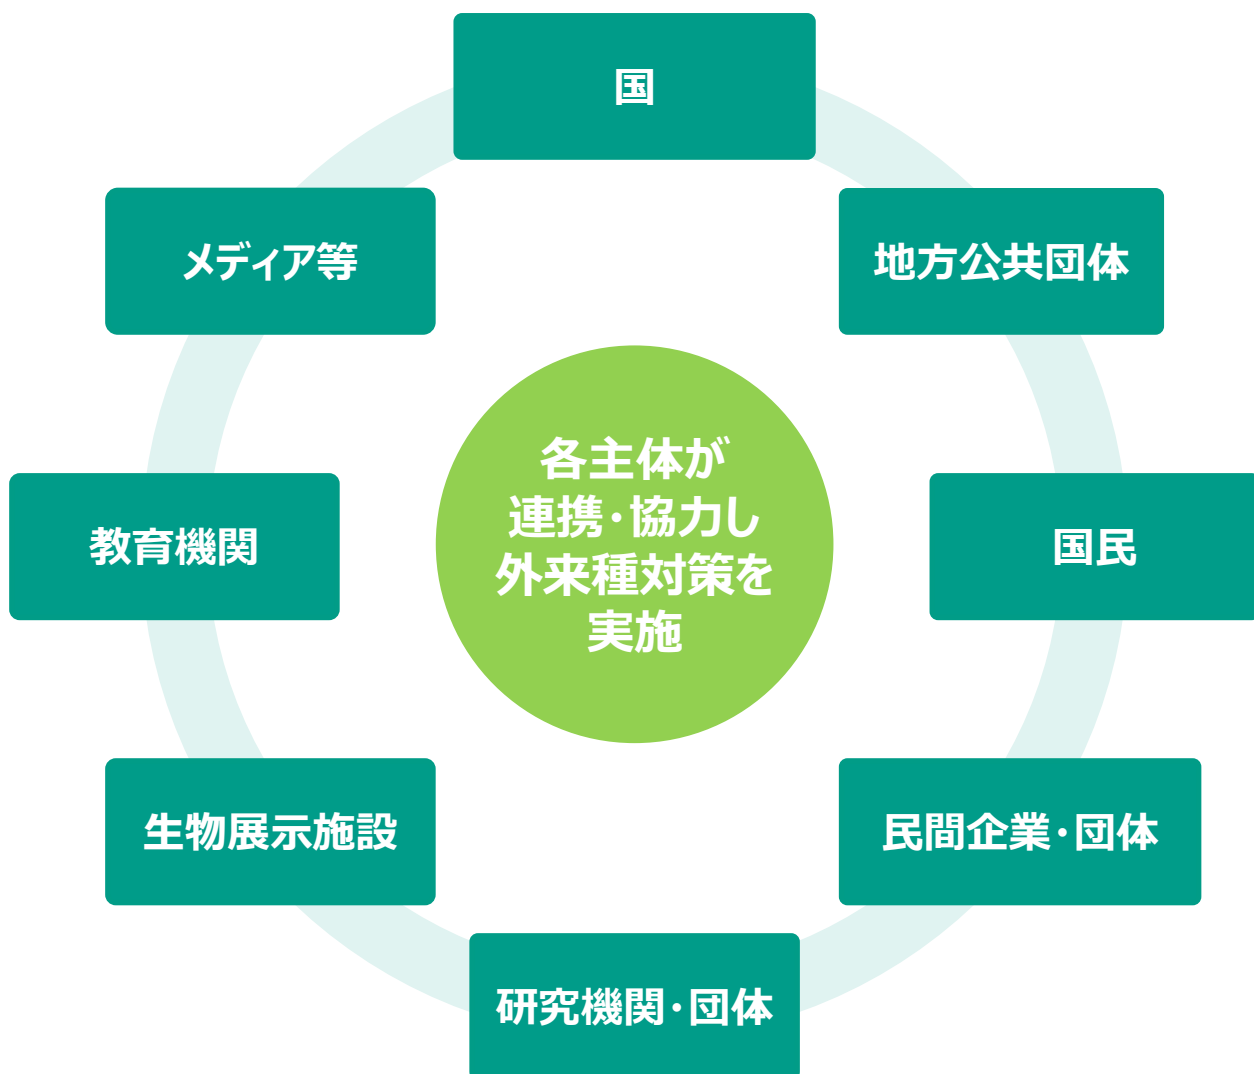 国
メディア等
地方公共団体
各主体が
連携・協力し
外来種対策を
実施
教育機関
国民
生物展示施設
民間企業・団体
研究機関・団体